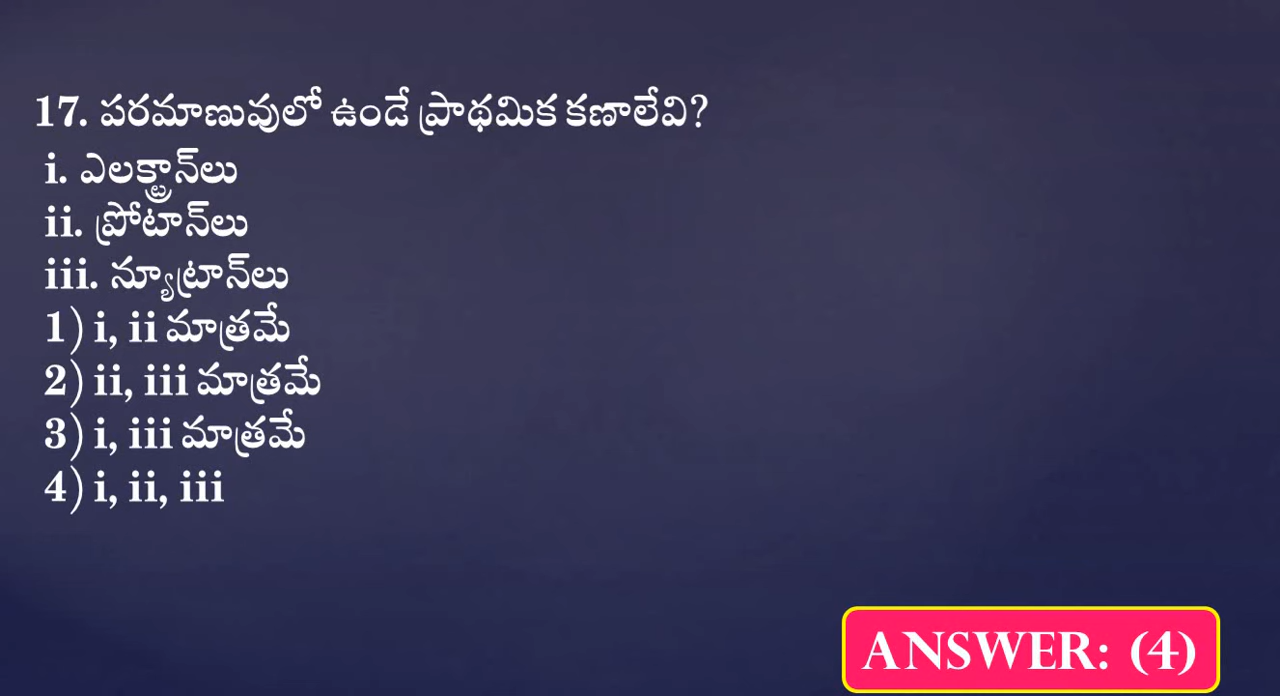 17. పరమాణువులో ఉండే ప్రాథమిక కణాలేవి?
i. ఎలక్ట్రాన్‌లు
ii. ప్రోటాన్‌లు
iii. న్యూట్రాన్‌లు
1) i, ii మాత్రమే
2) ii, iii మాత్రమే
3) i, iii మాత్రమే
4) i, ii, iii
ANSWER: (4)